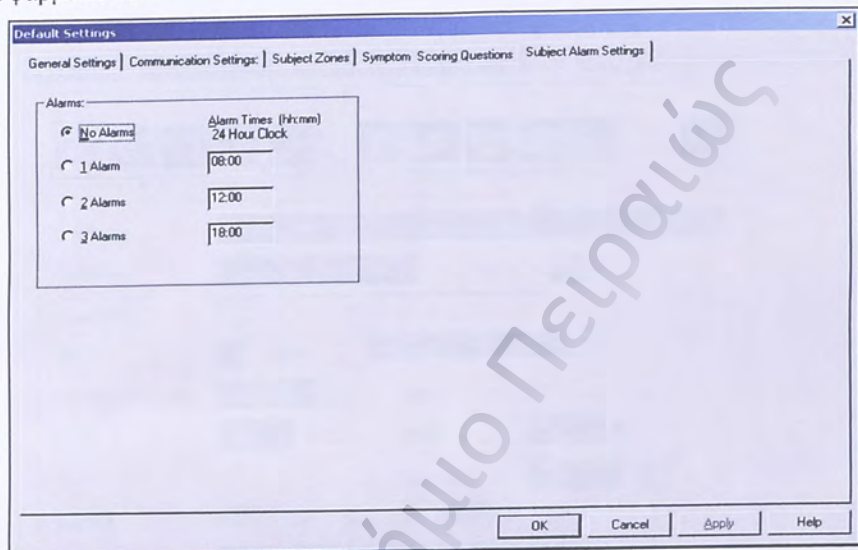 Default Settings
General Settings Communication Settings: Subject Zones Symptom Scoring Questions Subject Alarm Settings
Alarms:
No Alarms
Alarm Times (hh:mm)
24 Hour Clock
1 Alarm 08:00
2 Alarms 12:00
3 Alarms 18:00
OK Cancel Apply Help
Πειραιώς